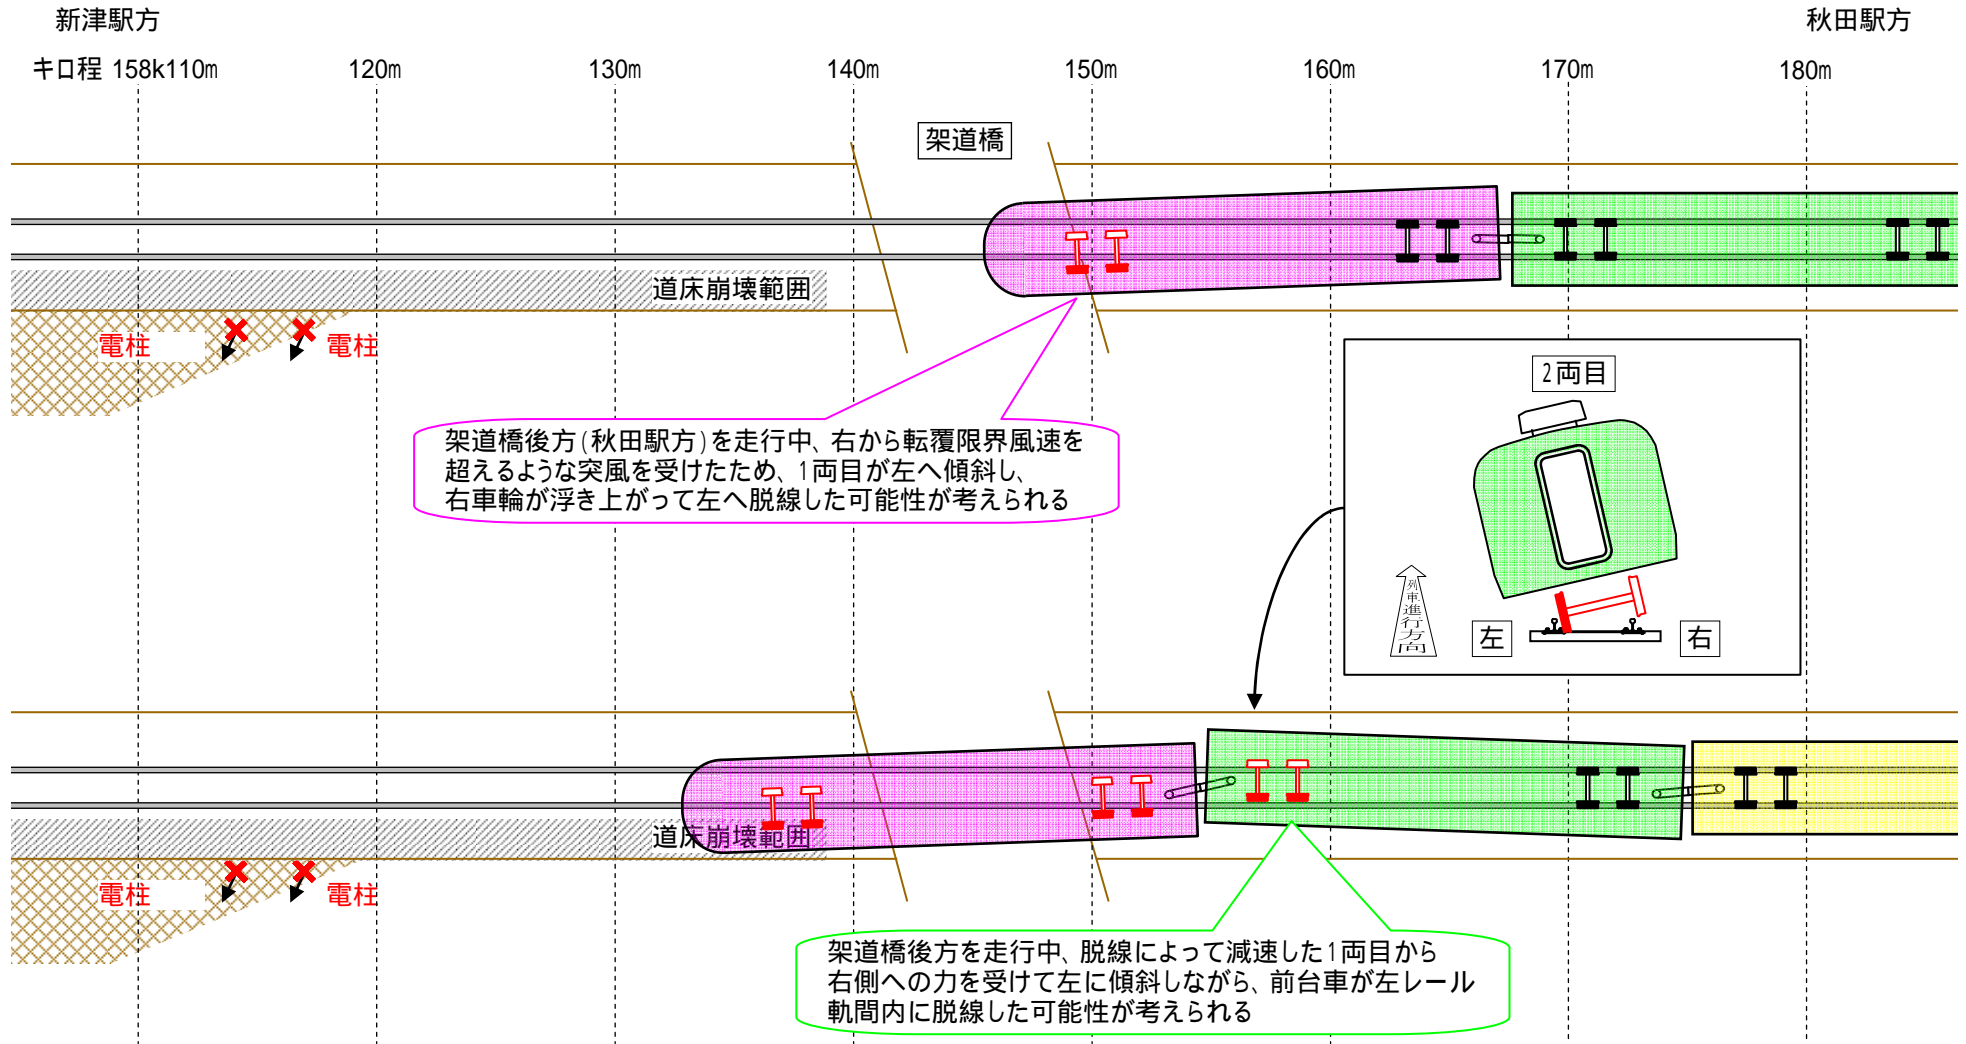 新津駅方
秋田駅方
キロ程 158k110m
120m
130m
140m
150m
160m
170m
180m
架道橋
道床崩壊範囲
電柱
電柱
架道橋後方(秋田駅方)を走行中、右から転覆限界風速を
超えるような突風を受けたため、1両目が左へ傾斜し、
右車輪が浮き上がって左へ脱線した可能性が考えられる
2両目
列車進行方向
左
右
道床崩壊範囲
電柱
電柱
架道橋後方を走行中、脱線によって減速した1両目から
右側への力を受けて左に傾斜しながら、前台車が左レール
軌間内に脱線した可能性が考えられる